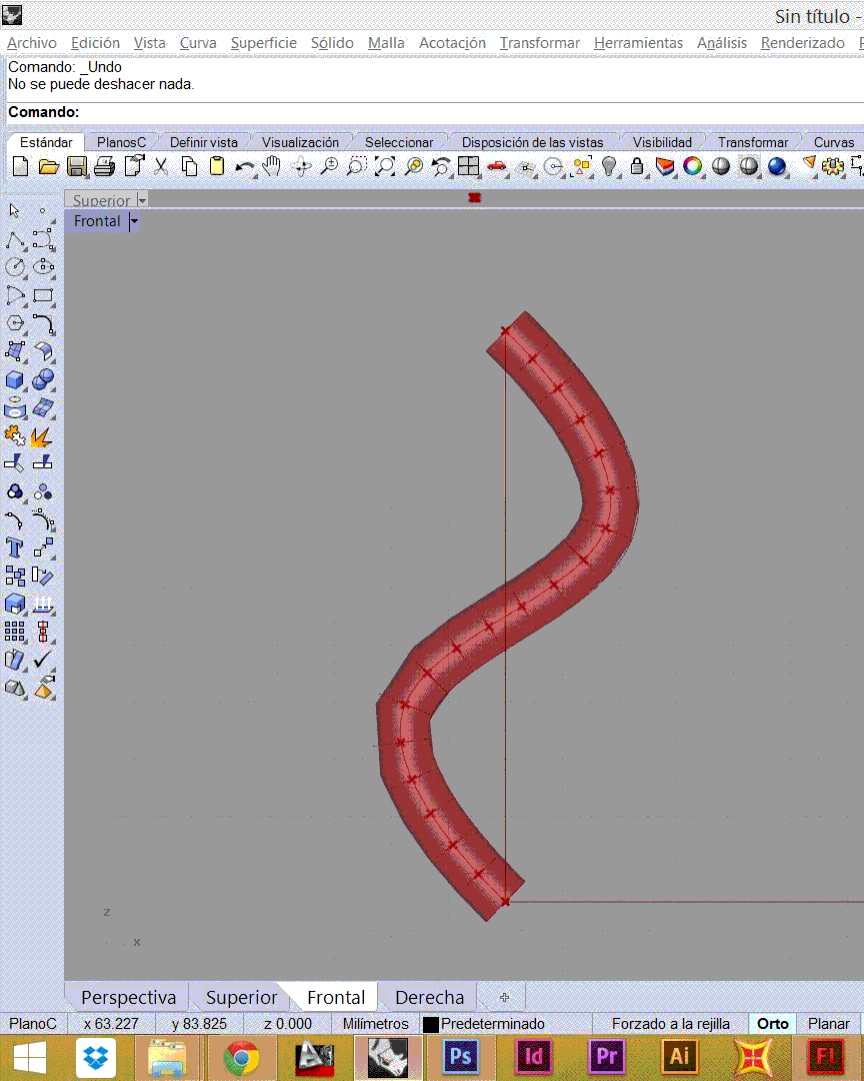 Sin título -
Archivo Edición Vista Curva Superficie Sólido Malla Acotación Transformar Herramientas Análisis Renderizado
Comando: _Undo
No se puede deshacer nada.
Comando:
Estándar PlanosC Definir vista Visualización Seleccionar Disposición de las vistas Visibilidad Transformar Curvas
Superior
Frontal
z
x
Perspectiva Superior Frontal Derecha
PlanoC x 63.227 y 83.825 z 0.000 Milímetros Predeterminado Forzado a la rejilla Orto Planar
Ps Id Pr Ai Fl